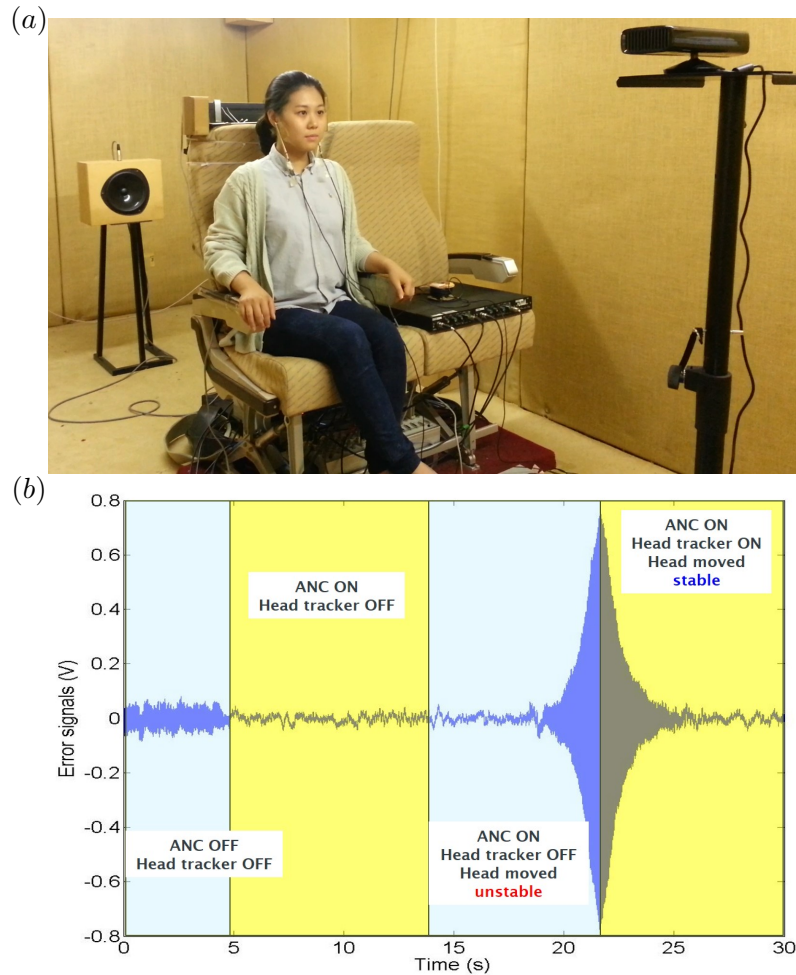 (a)
(b)
Error signals (V)
0.8
0.6
0.4
0.2
0
-0.2
-0.4
-0.6
-0.8
ANC OFF
Head tracker OFF
ANC ON
Head tracker OFF
ANC ON
Head tracker OFF
Head moved
unstable
ANC ON
Head tracker ON
Head moved
stable
0 5 10 15 20 25 30
Time (s)